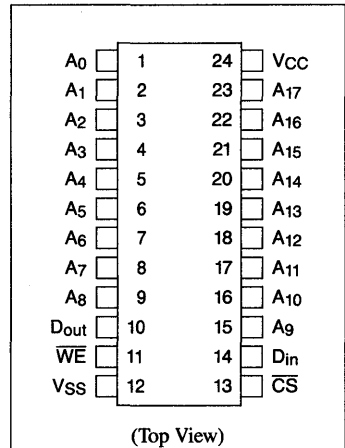 A0 1 24 VCC
A1 2 23 A17
A2 3 22 A16
A3 4 21 A15
A4 5 20 A14
A5 6 19 A13
A6 7 18 A12
A7 8 17 A11
A8 9 16 A10
Dout 10 15 A9
W̅E̅ 11 14 Din
VSS 12 13 C̅S̅
(Top View)